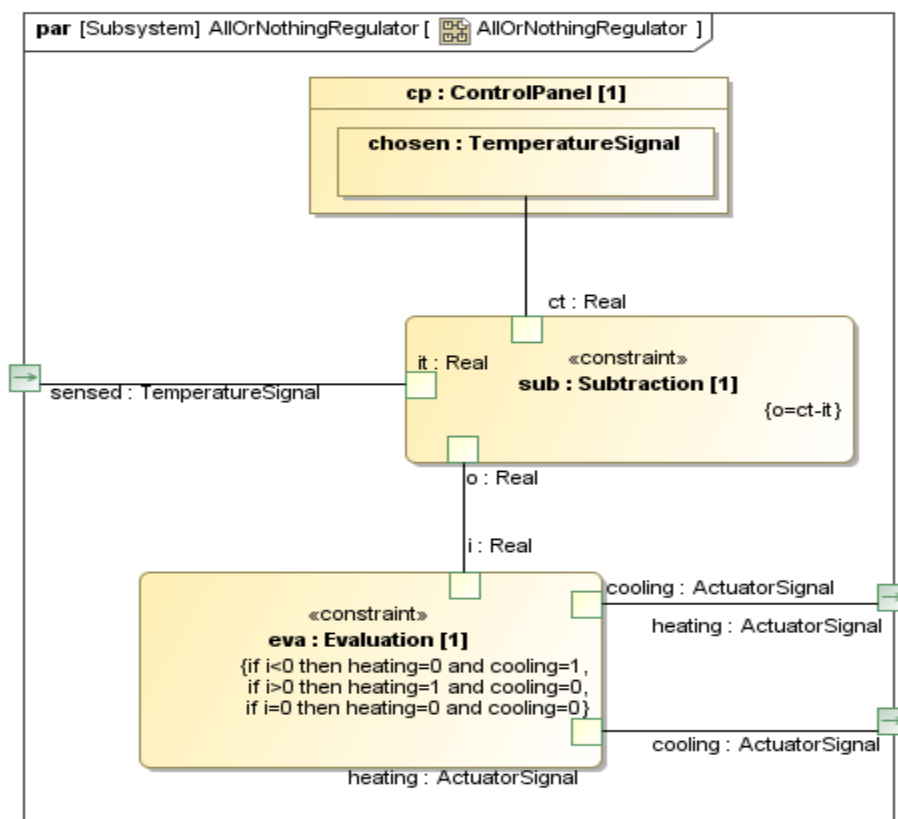 par [Subsystem] AllOrNothingRegulator [ AllOrNothingRegulator ]
cp : ControlPanel [1]
chosen : TemperatureSignal
ct : Real
it : Real
«constraint»
sub : Subtraction [1]
{o=ct-it}
sensed : TemperatureSignal
o : Real
i : Real
cooling : ActuatorSignal
heating : ActuatorSignal
«constraint»
eva : Evaluation [1]
{if i<0 then heating=0 and cooling=1,
if i>0 then heating=1 and cooling=0,
if i=0 then heating=0 and cooling=0}
cooling : ActuatorSignal
heating : ActuatorSignal